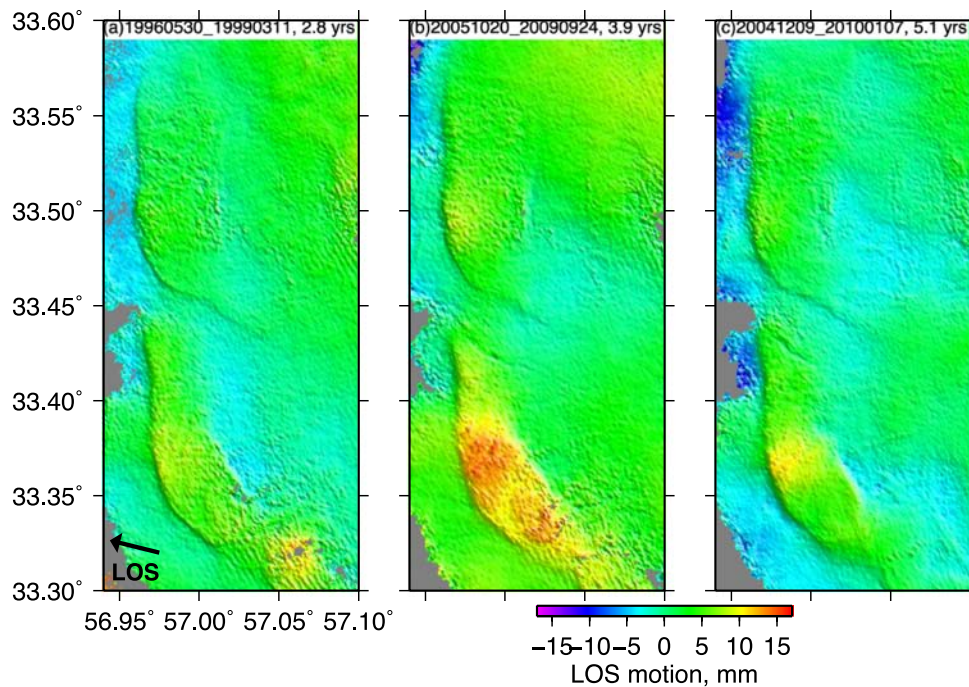 (a)19960530_19990311, 2.8 yrs
(b)20051020_20090924, 3.9 yrs
(c)20041209_20100107, 5.1 yr
33.60°
33.55°
33.50°
33.45°
33.40°
33.35°
33.30°
LOS
56.95° 57.00° 57.05° 57.10°
−15 −10 −5 0 5 10 15
LOS motion, mm